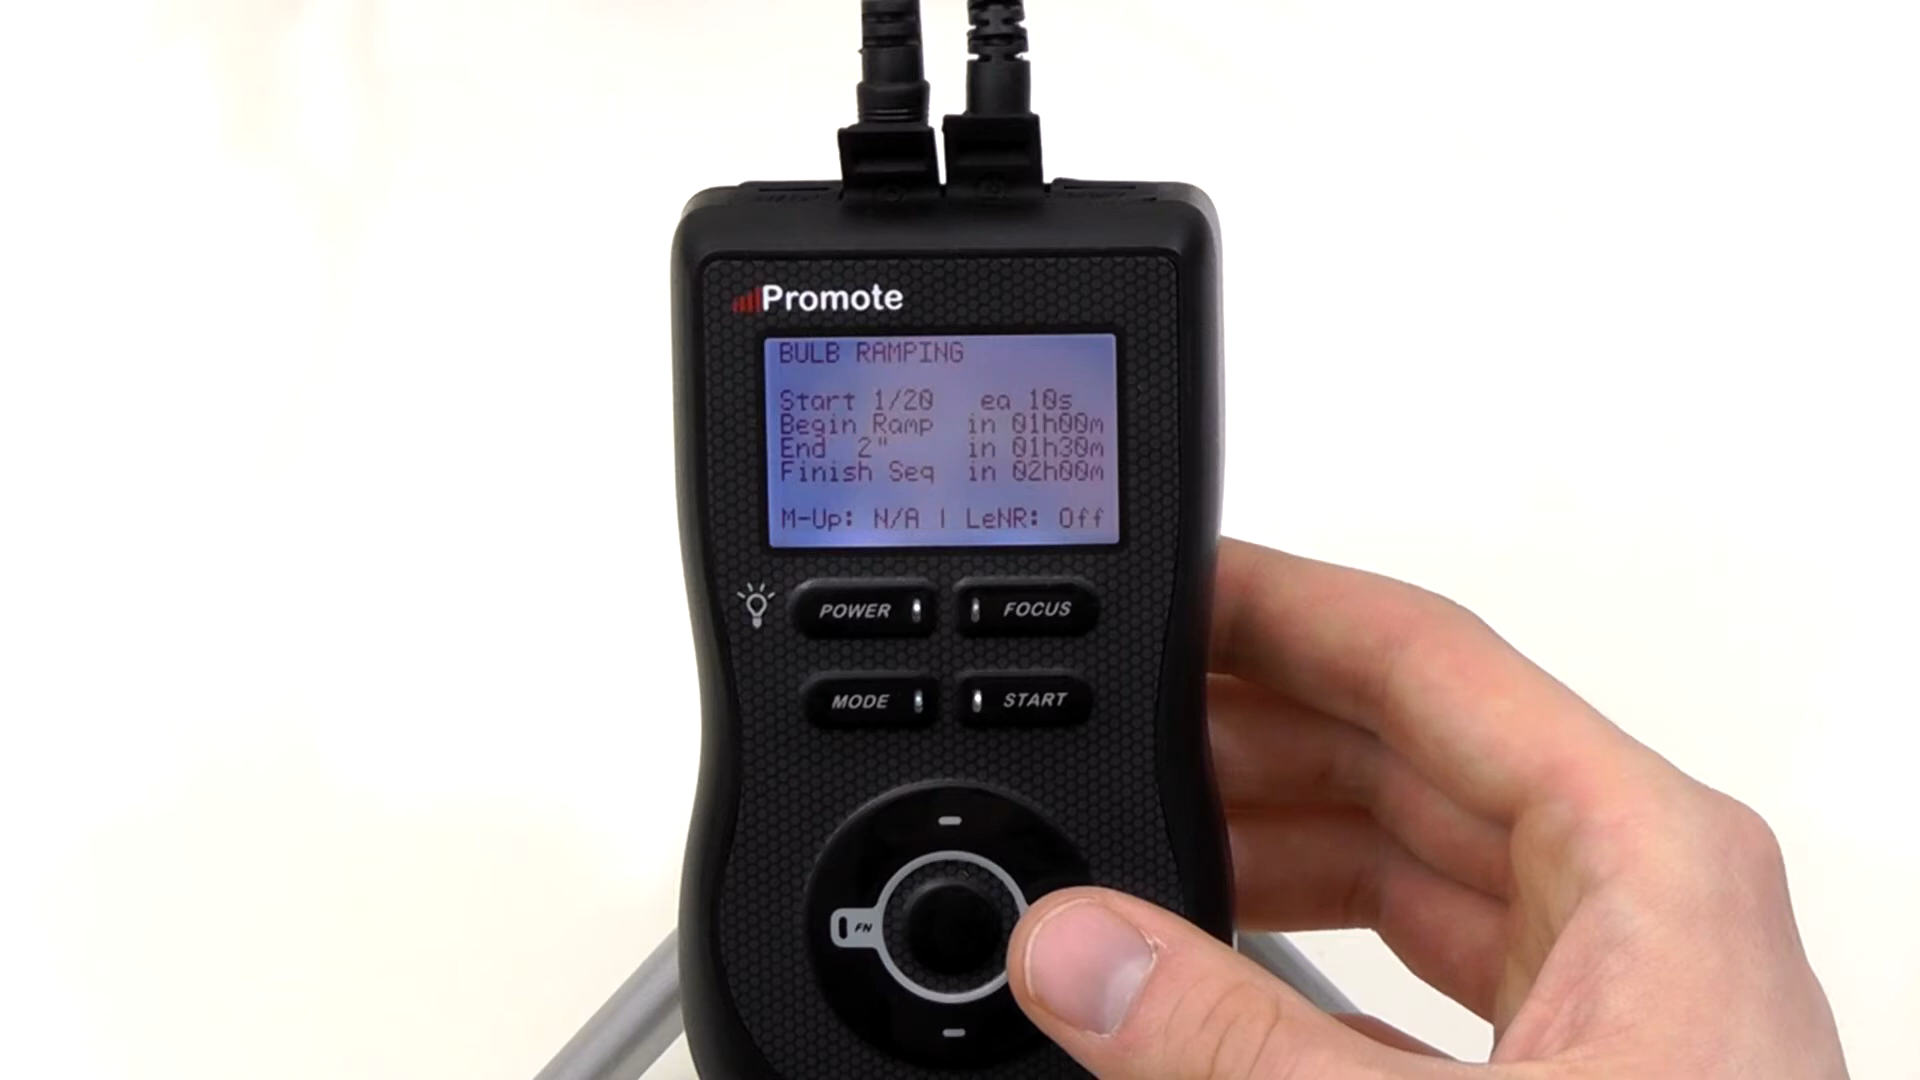 Promote
BULB RAMPING
Start 1/20 ea 10s
Begin Ramp in 01h00m
End 2" in 01h30m
Finish Seq in 02h00m
M-Up: N/A | LeNR: Off
POWER
FOCUS
MODE
START
FN